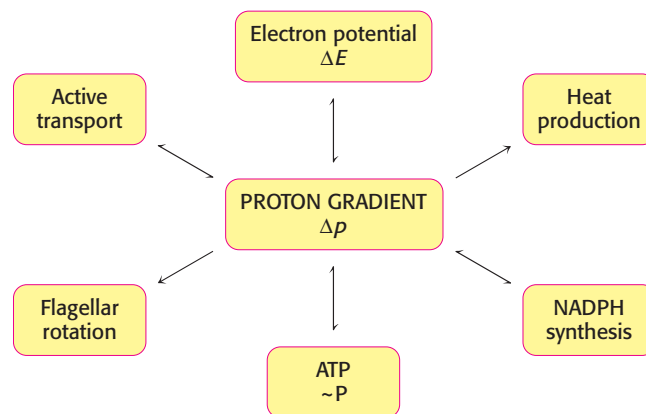 Electron potential
ΔE
Active
transport
Heat
production
PROTON GRADIENT
Δp
Flagellar
rotation
NADPH
synthesis
ATP
~P